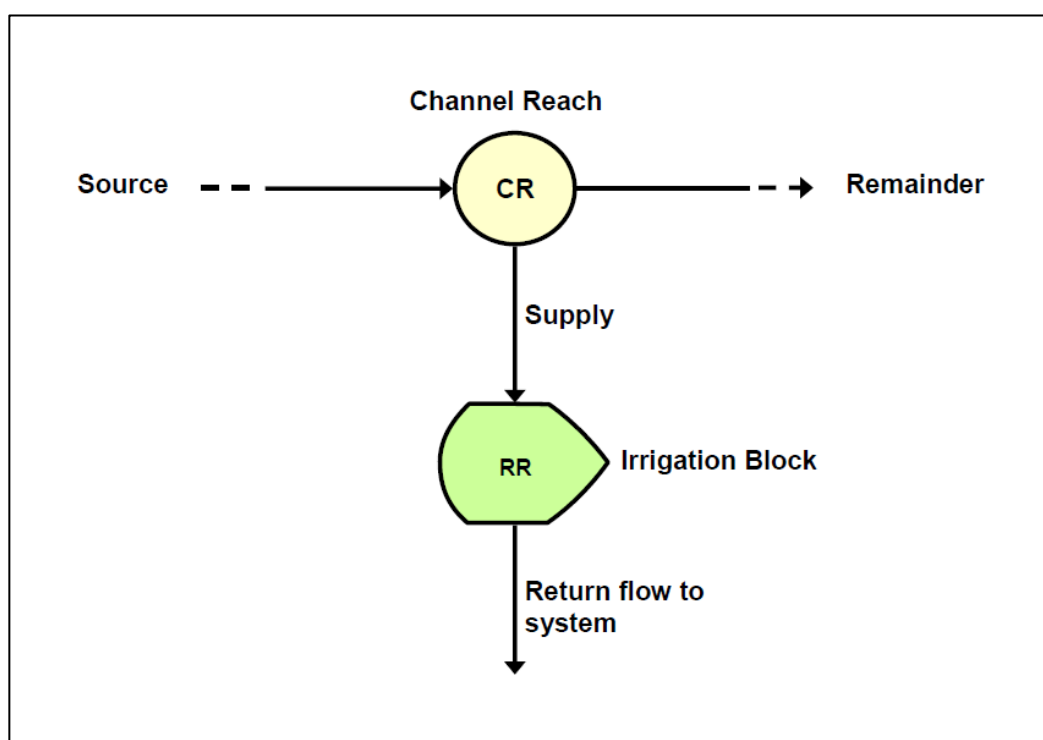 Channel Reach
Source
CR
Remainder
Supply
RR
Irrigation Block
Return flow to
system